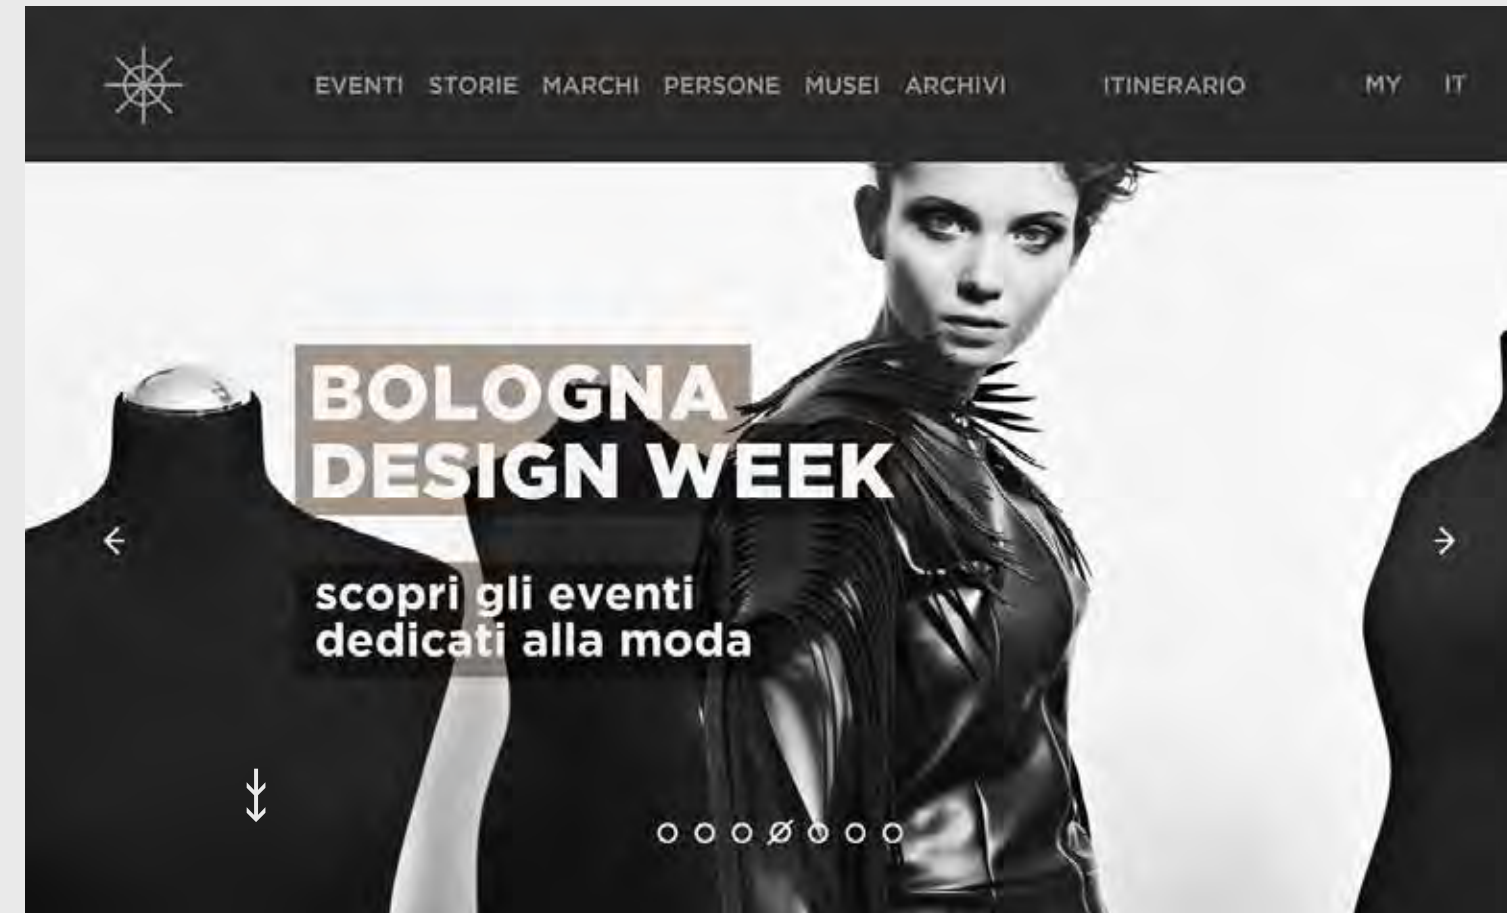 EVENTI STORIE MARCHI PERSONE MUSEI ARCHIVI ITINERARIO MY IT
BOLOGNA
DESIGN WEEK
scopri gli eventi
dedicati alla moda